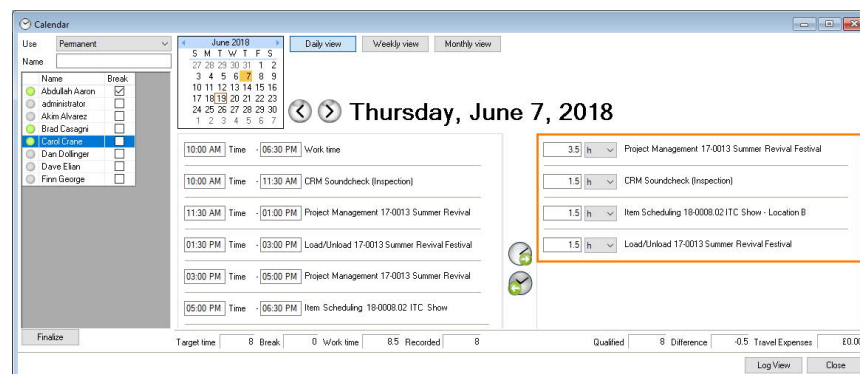 Calendar
Use Permanent
Name
Name Break
Abdullah Aaron
administrator
Akim Alvarez
Brad Casagni
Carol Crane
Dan Dollinger
Dave Elian
Finn George
June 2018
S M T W T F S
27 28 29 30 31 1 2
3 4 5 6 7 8 9
10 11 12 13 14 15 16
17 18 19 20 21 22 23
24 25 26 27 28 29 30
1 2 3 4 5 6 7
Daily view Weekly view Monthly view
Thursday, June 7, 2018
10:00 AM Time - 06:30 PM Work time
10:00 AM Time - 11:30 AM CRM Soundcheck (Inspection)
11:30 AM Time - 01:00 PM Project Management 17-0013 Summer Revival
01:30 PM Time - 03:00 PM Load/Unload 17-0013 Summer Revival Festival
03:00 PM Time - 05:00 PM Project Management 17-0013 Summer Revival
05:00 PM Time - 06:30 PM Item Scheduling 18-0008.02 ITC Show
3.5 h Project Management 17-0013 Summer Revival Festival
1.5 h CRM Soundcheck (Inspection)
1.5 h Item Scheduling 18-0008.02 ITC Show - Location B
1.5 h Load/Unload 17-0013 Summer Revival Festival
Finalize
Target time 8 Break 0 Work time 8.5 Recorded 8 Qualified 8 Difference -0.5 Travel Expenses £0.00
Log View Close